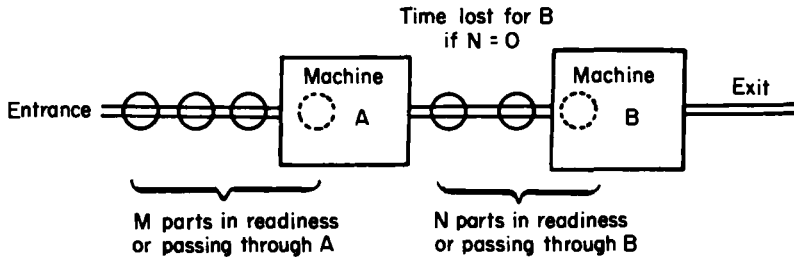 Time lost for B
if N = 0
Entrance
Machine
A
Machine
B
Exit
M parts in readiness
or passing through A
N parts in readiness
or passing through B